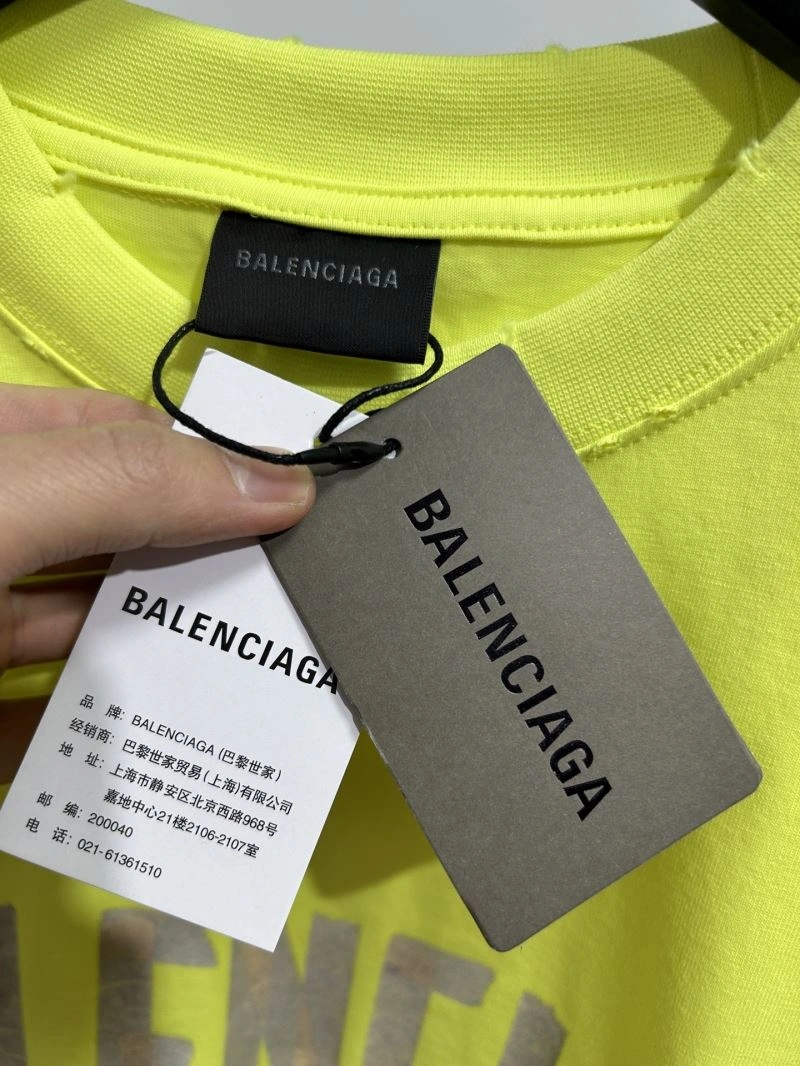 BALENCIAGA
BALENCIAGA
BALENCIAGA
品 牌: BALENCIAGA (巴黎世家)
经销商: 巴黎世家贸易(上海)有限公司
地 址: 上海市静安区北京西路968号
嘉地中心21楼2106-2107室
邮 编: 200040
电 话: 021-61361510